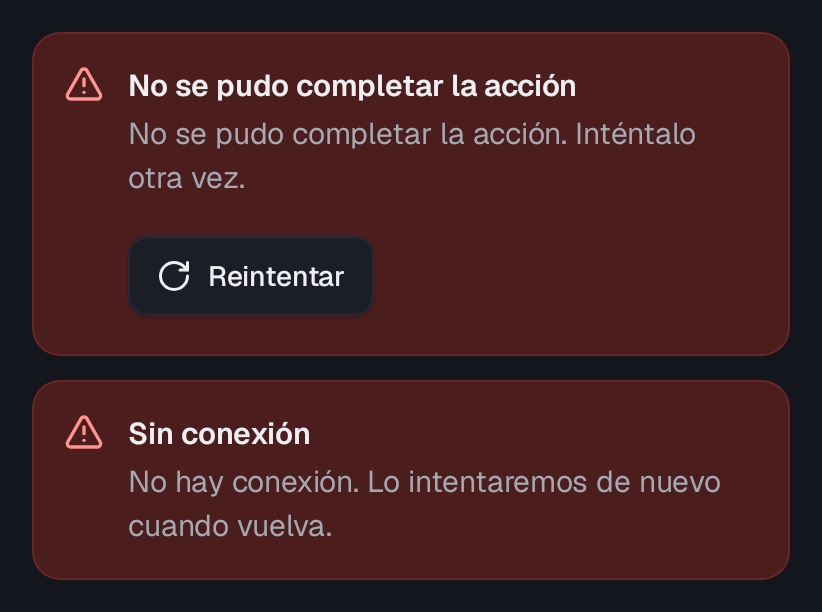 No se pudo completar la acción
No se pudo completar la acción. Inténtalo
otra vez.
Reintentar
Sin conexión
No hay conexión. Lo intentaremos de nuevo
cuando vuelva.